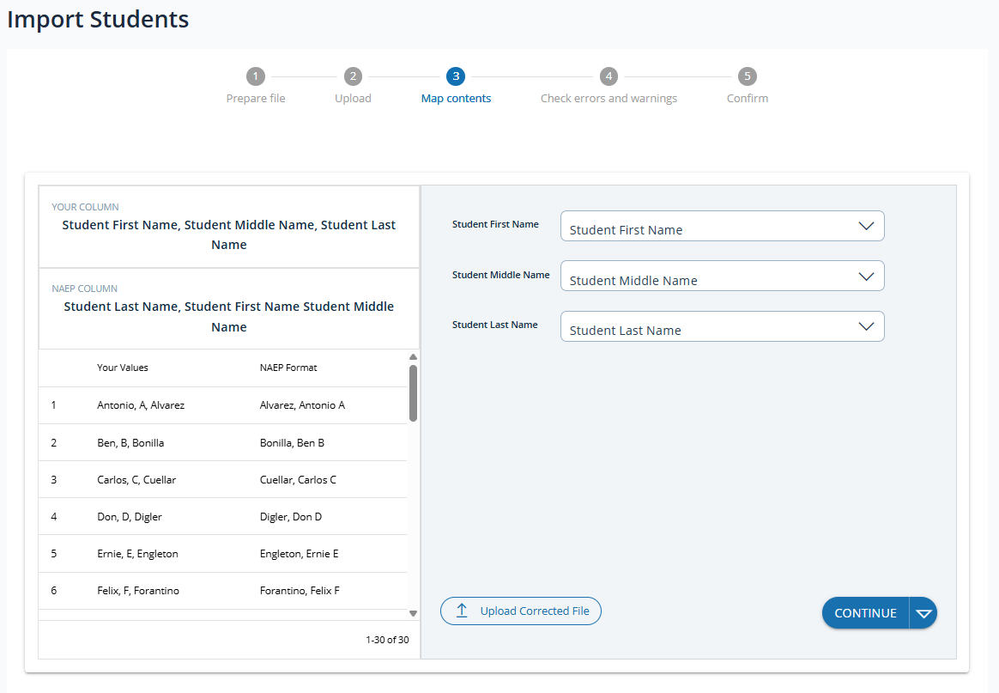 Import Students
1 2 3 4 5
Prepare file Upload Map contents Check errors and warnings Confirm
YOUR COLUMN
Student First Name, Student Middle Name, Student Last
Name
NAEP COLUMN
Student Last Name, Student First Name Student Middle
Name
Your Values NAEP Format
1 Antonio, A, Alvarez Alvarez, Antonio A
2 Ben, B, Bonilla Bonilla, Ben B
3 Carlos, C, Cuellar Cuellar, Carlos C
4 Don, D, Digler Digler, Don D
5 Ernie, E, Engleton Engleton, Ernie E
6 Felix, F, Forantino Forantino, Felix F
1-30 of 30
Student First Name Student First Name
Student Middle Name Student Middle Name
Student Last Name Student Last Name
Upload Corrected File
CONTINUE